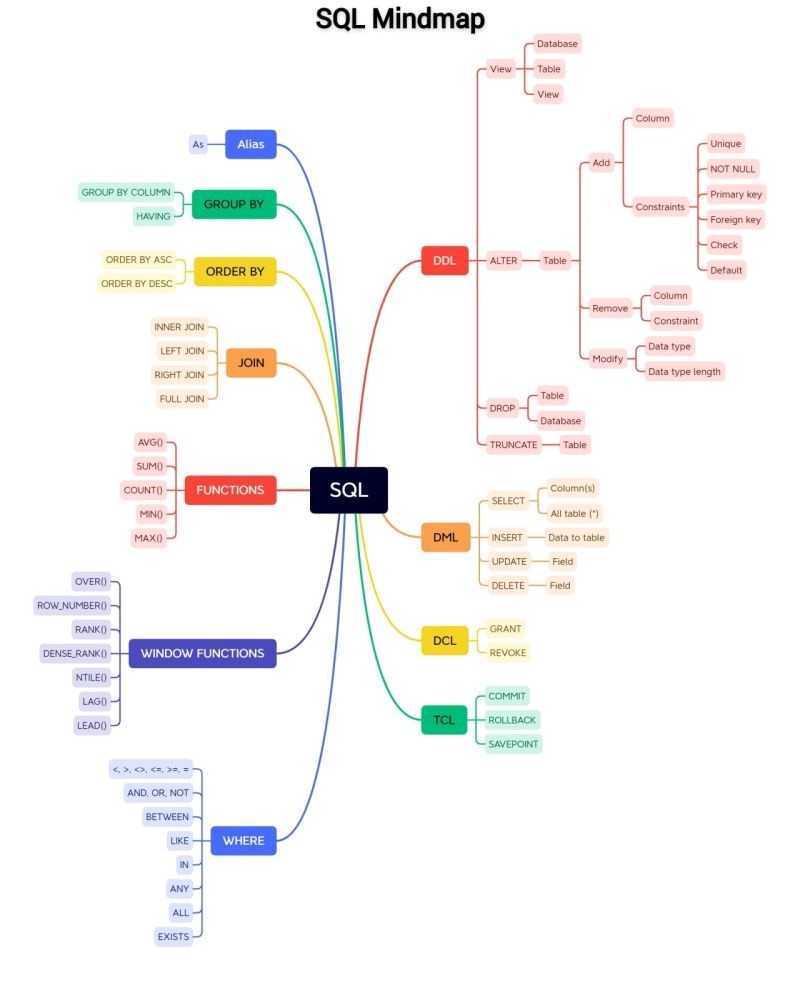 SQL Mindmap
SQL
Alias
As
GROUP BY
GROUP BY COLUMN
HAVING
ORDER BY
ORDER BY ASC
ORDER BY DESC
JOIN
INNER JOIN
LEFT JOIN
RIGHT JOIN
FULL JOIN
FUNCTIONS
AVG()
SUM()
COUNT()
MIN()
MAX()
WINDOW FUNCTIONS
OVER()
ROW_NUMBER()
RANK()
DENSE_RANK()
NTILE()
LAG()
LEAD()
WHERE
<, >, <>, <=, >=, =
AND, OR, NOT
BETWEEN
LIKE
IN
ANY
ALL
EXISTS
DDL
View
Database
Table
View
ALTER
Table
Add
Column
Constraints
Unique
NOT NULL
Primary key
Foreign key
Check
Default
Remove
Column
Constraint
Modify
Data type
Data type length
DROP
Table
Database
TRUNCATE
Table
DML
SELECT
Column(s)
All table (*)
INSERT
Data to table
UPDATE
Field
DELETE
Field
DCL
GRANT
REVOKE
TCL
COMMIT
ROLLBACK
SAVEPOINT